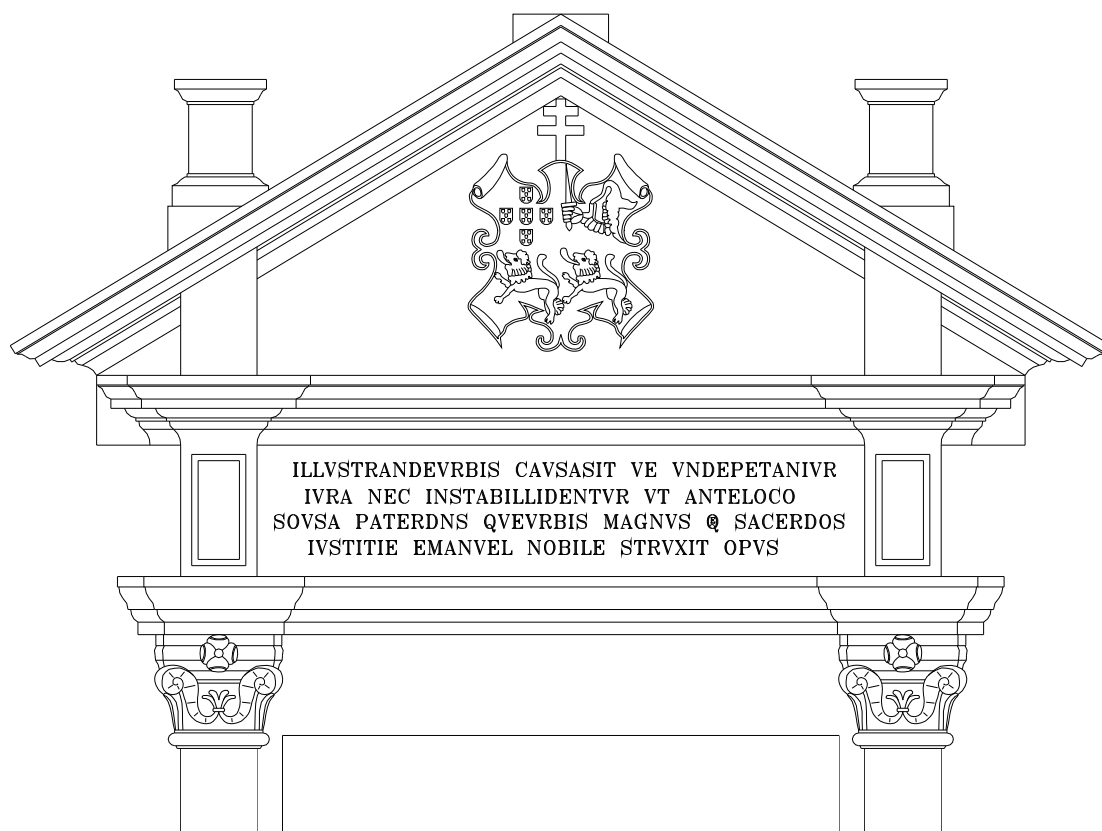 ILLVSTRANDEVRBIS CAVSASIT VE VNDEPETANIVR
IVRA NEC INSTABILLIDENTVR VT ANTELOCO
SOVSA PATERDNS QVEVRBIS MAGNVS Q SACERDOS
IVSTITIE EMANVEL NOBILE STRVXIT OPVS